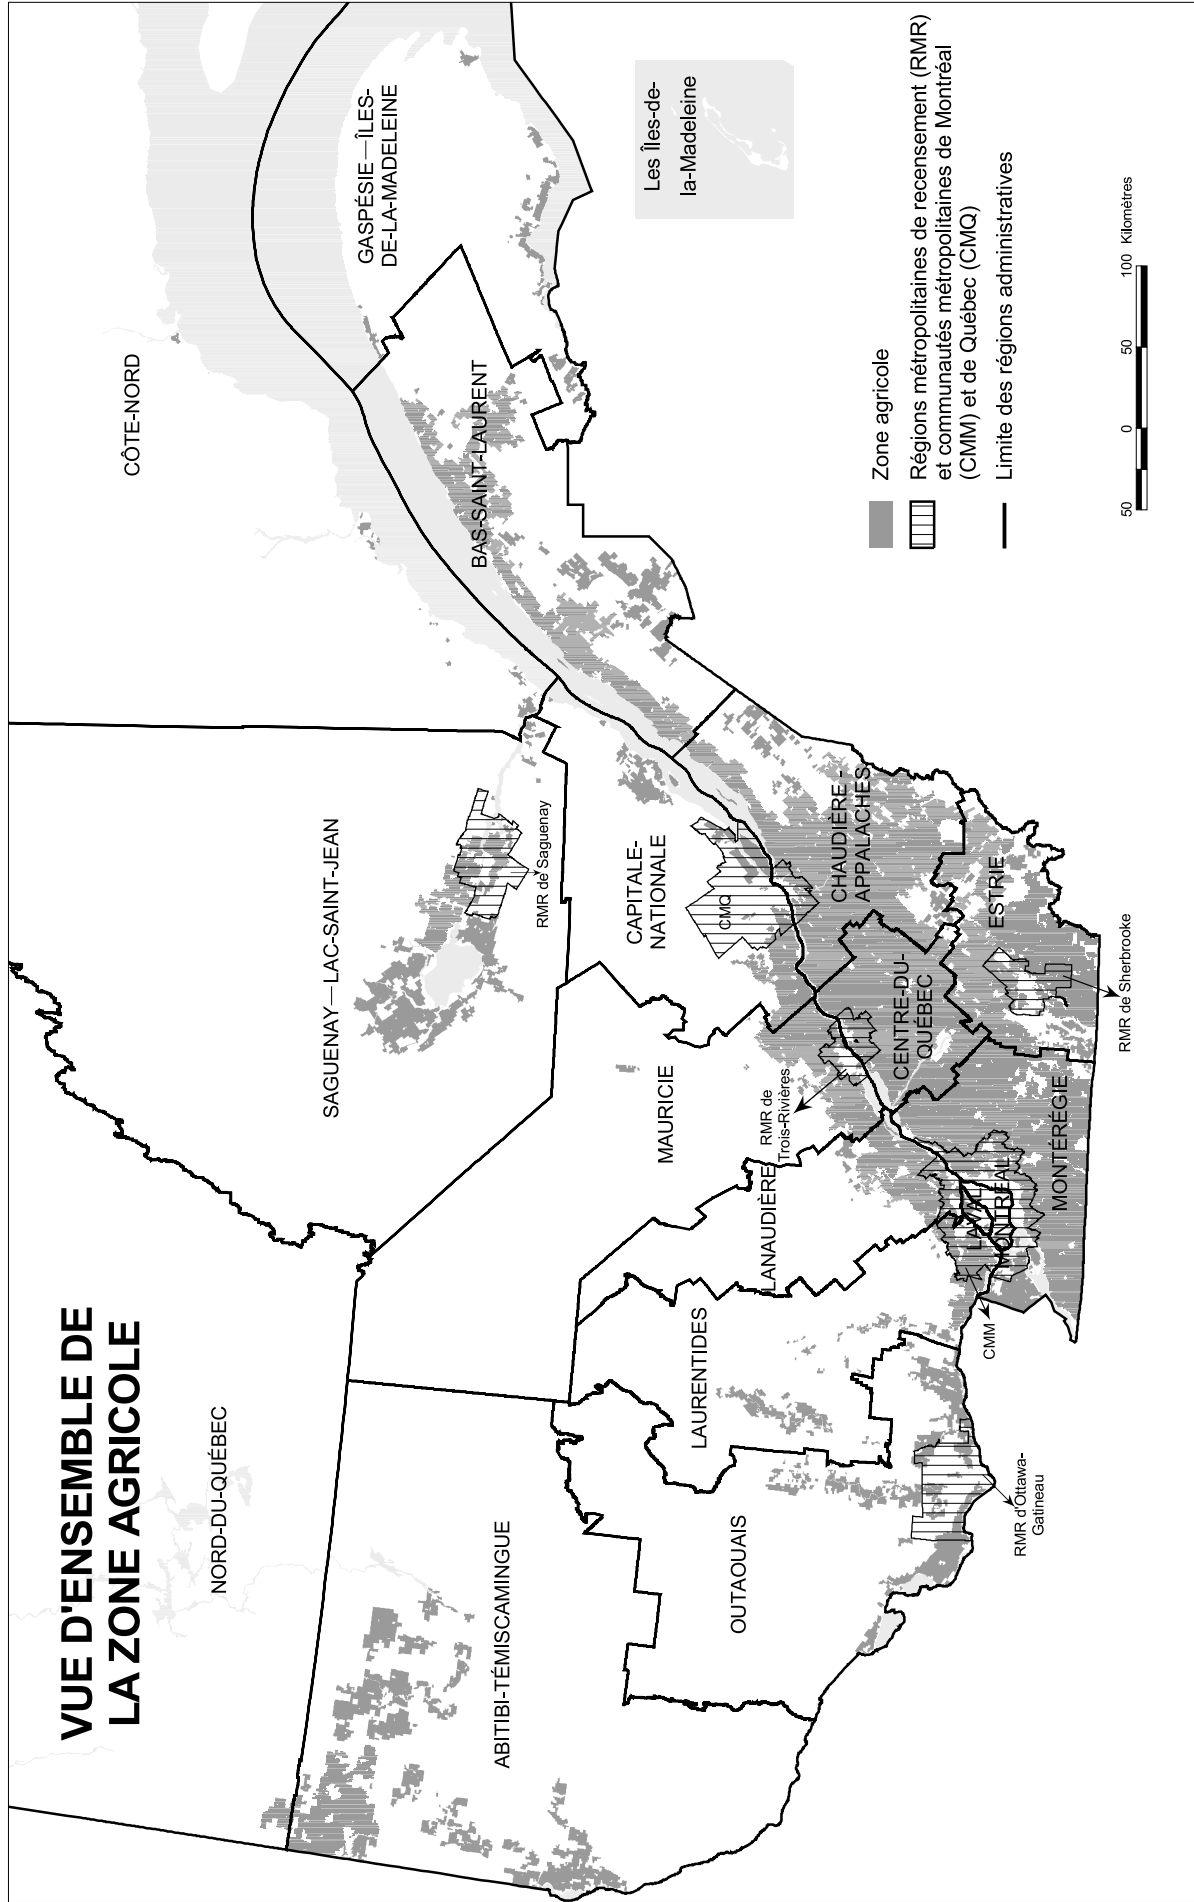 VUE D'ENSEMBLE DE
LA ZONE AGRICOLE
NORD-DU-QUÉBEC
CÔTE-NORD
SAGUENAY—LAC-SAINT-JEAN
RMR de Saguenay
GASPÉSIE—ÎLES-
DE-LA-MADELEINE
BAS-SAINT-LAURENT
ABITIBI-TÉMISCAMINGUE
OUTAOUAIS
LAURENTIDES
LANAUDIÈRE
MAURICIE
RMR de
Trois-Rivières
CAPITALE-
NATIONALE
CMQ
CHAUDIÈRE -
APPALACHES
CENTRE-DU-
QUÉBEC
ESTRIE
RMR de Sherbrooke
MONTÉRÉGIE
LAVAL
MONTRÉAL
CMM
RMR d'Ottawa-
Gatineau
Les Îles-de-
la-Madeleine
Zone agricole
Régions métropolitaines de recensement (RMR)
et communautés métropolitaines de Montréal
(CMM) et de Québec (CMQ)
Limite des régions administratives
50 0 50 100 Kilomètres